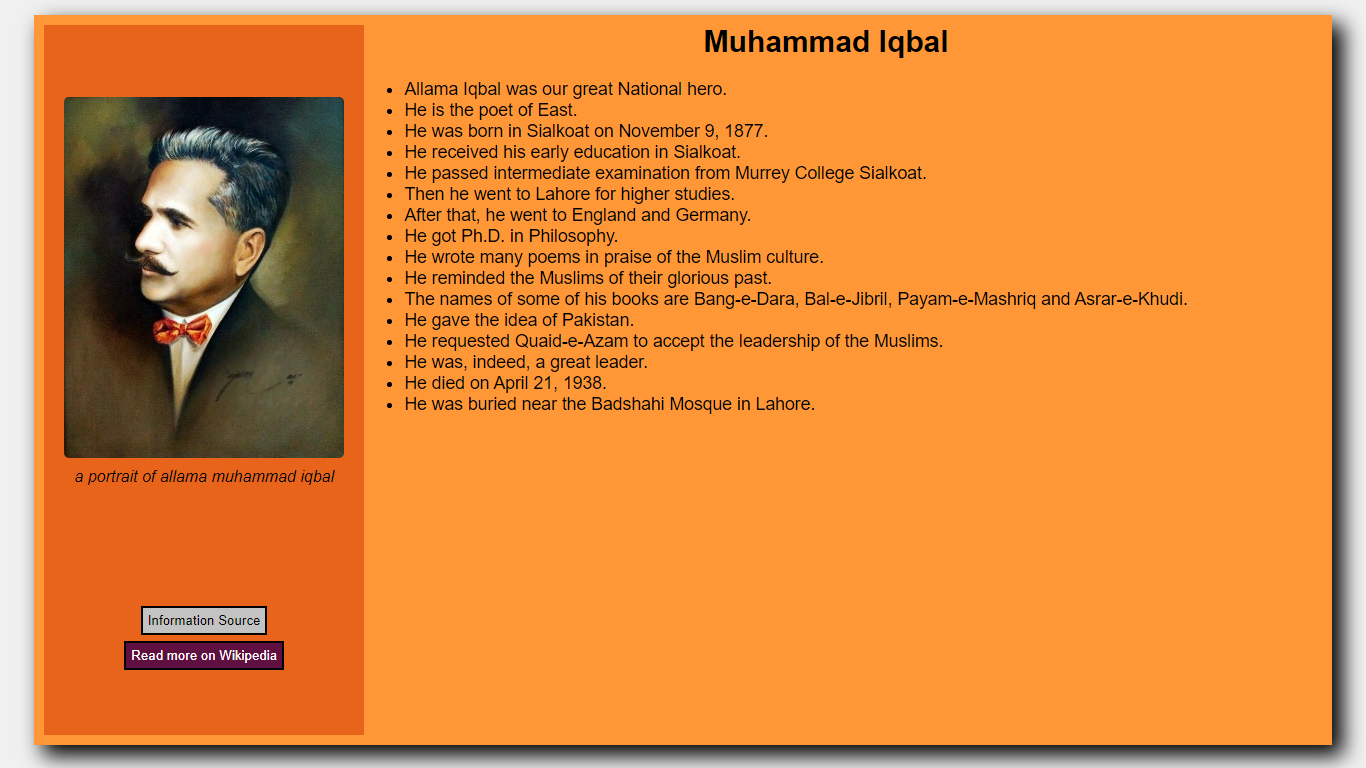 Muhammad Iqbal
a portrait of allama muhammad iqbal
Information Source
Read more on Wikipedia
Allama Iqbal was our great National hero.
He is the poet of East.
He was born in Sialkoat on November 9, 1877.
He received his early education in Sialkoat.
He passed intermediate examination from Murrey College Sialkoat.
Then he went to Lahore for higher studies.
After that, he went to England and Germany.
He got Ph.D. in Philosophy.
He wrote many poems in praise of the Muslim culture.
He reminded the Muslims of their glorious past.
The names of some of his books are Bang-e-Dara, Bal-e-Jibril, Payam-e-Mashriq and Asrar-e-Khudi.
He gave the idea of Pakistan.
He requested Quaid-e-Azam to accept the leadership of the Muslims.
He was, indeed, a great leader.
He died on April 21, 1938.
He was buried near the Badshahi Mosque in Lahore.